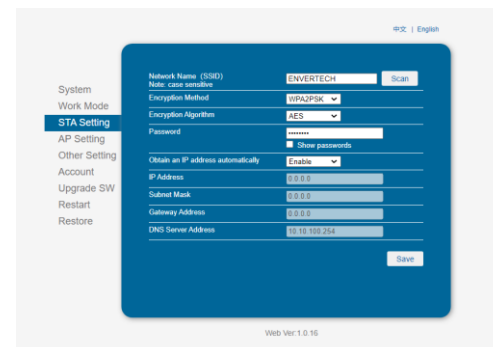 中文 | English
System
Work Mode
STA Setting
AP Setting
Other Setting
Account
Upgrade SW
Restart
Restore
Network Name (SSID)
Note: case sensitive
ENVERTECH
Scan
Encryption Method
WPA2PSK
Encryption Algorithm
AES
Password
••••••••
Show passwords
Obtain an IP address automatically
Enable
IP Address
0.0.0.0
Subnet Mask
0.0.0.0
Gateway Address
0.0.0.0
DNS Server Address
10.10.100.254
Save
Web Ver:1.0.16